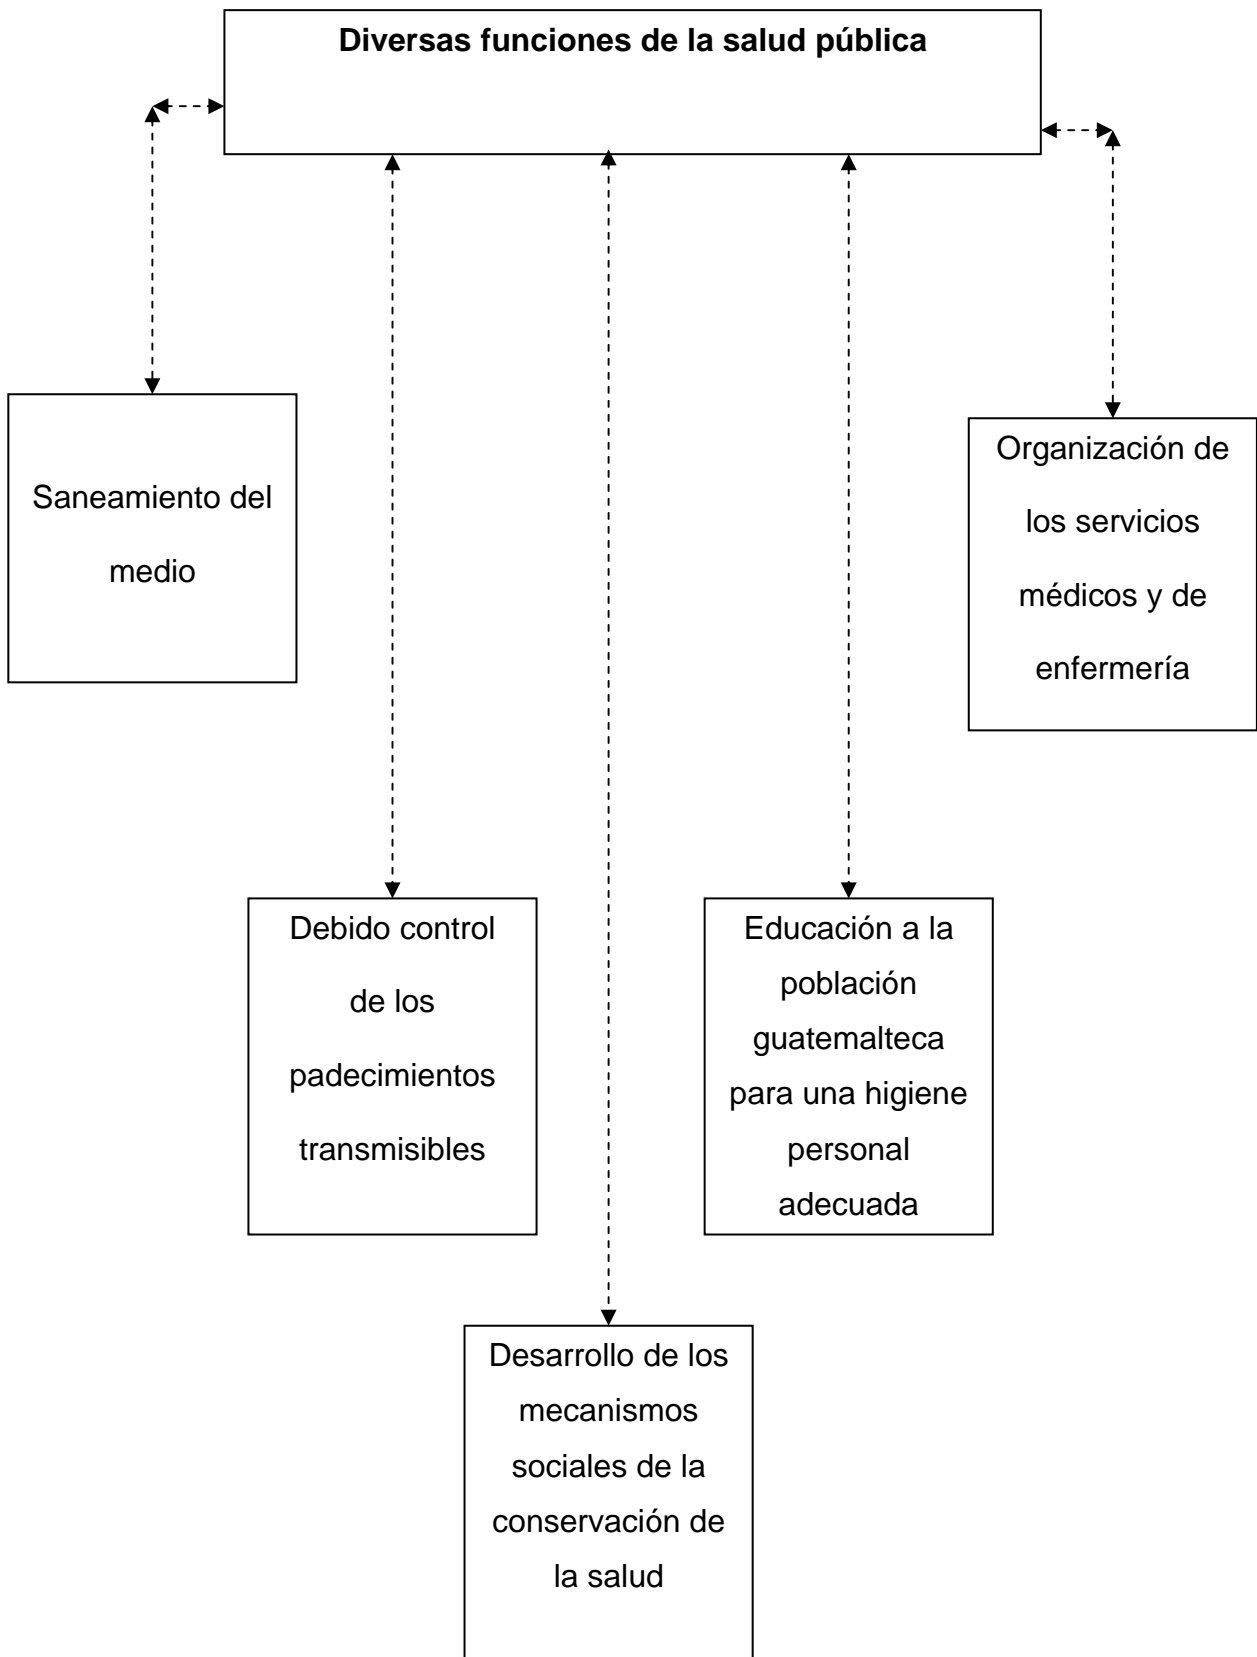 Diversas funciones de la salud pública
Saneamiento del
medio
Organización de
los servicios
médicos y de
enfermería
Debido control
de los
padecimientos
transmisibles
Educación a la
población
guatemalteca
para una higiene
personal
adecuada
Desarrollo de los
mecanismos
sociales de la
conservación de
la salud